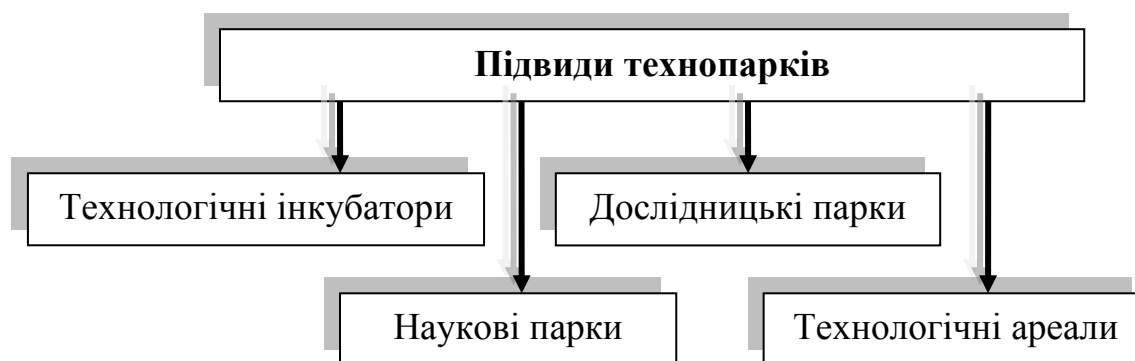 Підвиди технопарків
Технологічні інкубатори
Дослідницькі парки
Наукові парки
Технологічні ареали